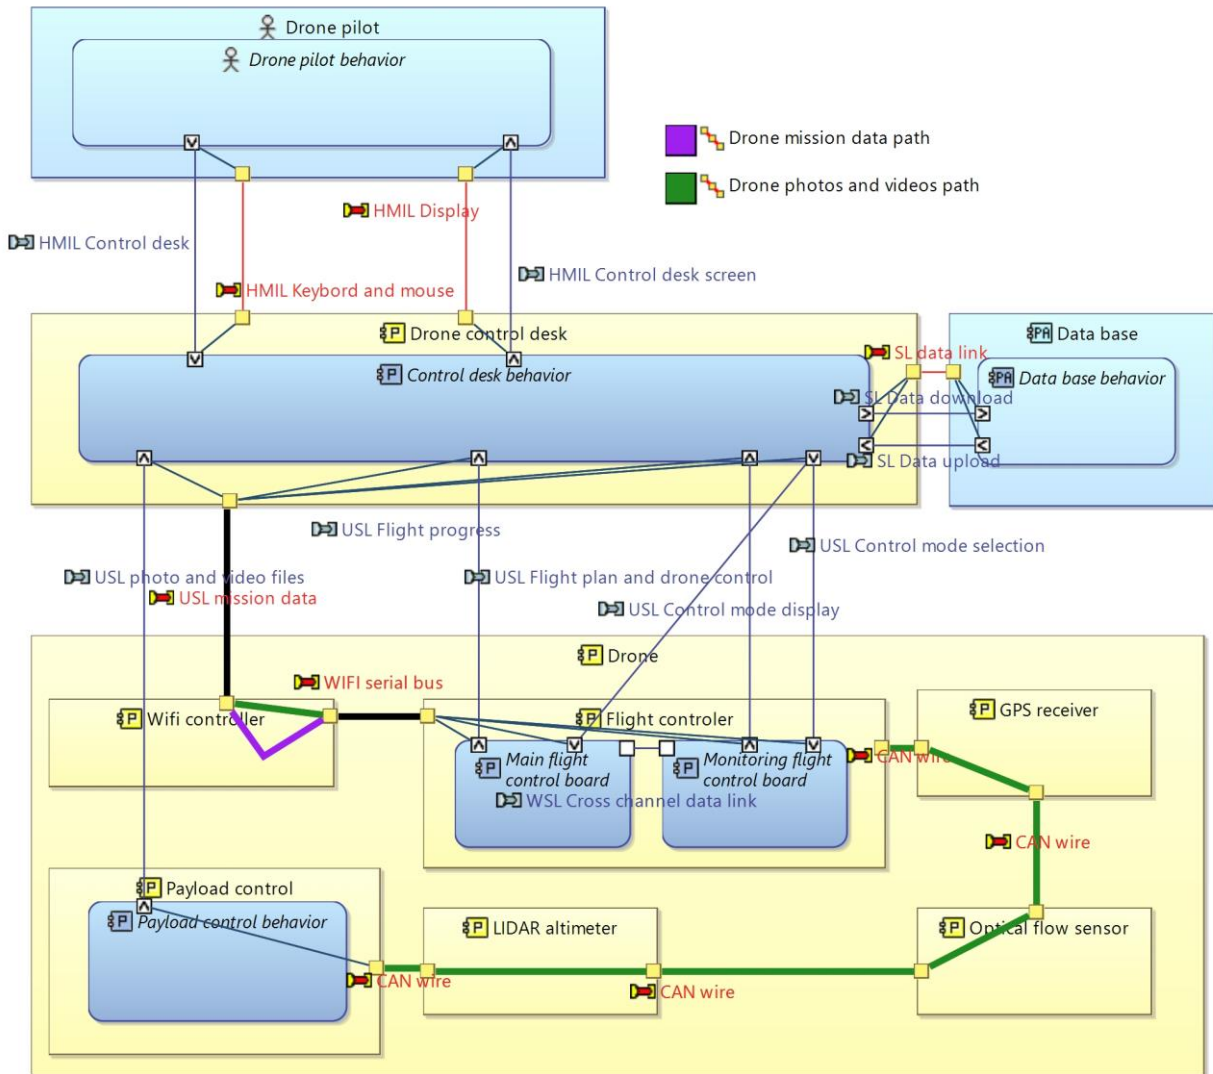 Drone pilot
Drone pilot behavior
Drone mission data path
Drone photos and videos path
HMIL Display
HMIL Control desk
HMIL Control desk screen
HMIL Keybord and mouse
P Drone control desk
PA Data base
SL data link
P Control desk behavior
PA Data base behavior
SL Data download
SL Data upload
USL Flight progress
USL Control mode selection
USL photo and video files
USL Flight plan and drone control
USL mission data
USL Control mode display
P Drone
WIFI serial bus
P Wifi controller
P Flight controler
P GPS receiver
P Main flight
control board
P Monitoring flight
control board
CAN wire
WSL Cross channel data link
CAN wire
P Payload control
P Payload control behavior
P LIDAR altimeter
P Optical flow sensor
CAN wire
CAN wire